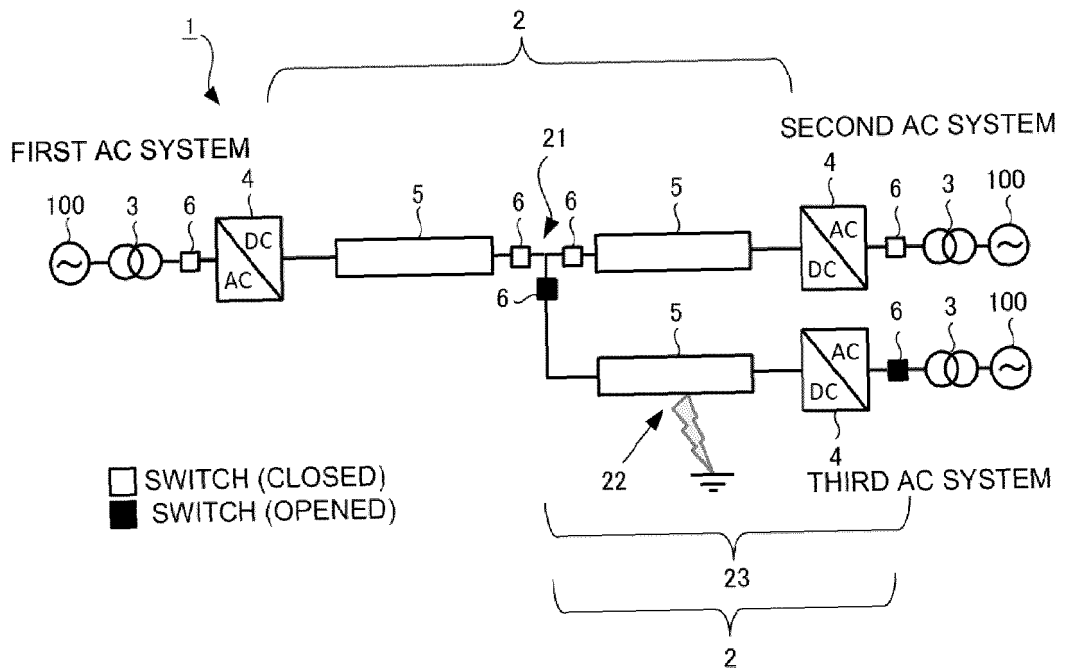 1
2
FIRST AC SYSTEM
21
SECOND AC SYSTEM
100 3 6 4 5 6 6 5 4 6 3 100
DC
AC
AC
DC
6
5 6 3 100
AC
DC
22
4
THIRD AC SYSTEM
SWITCH (CLOSED)
SWITCH (OPENED)
23
2